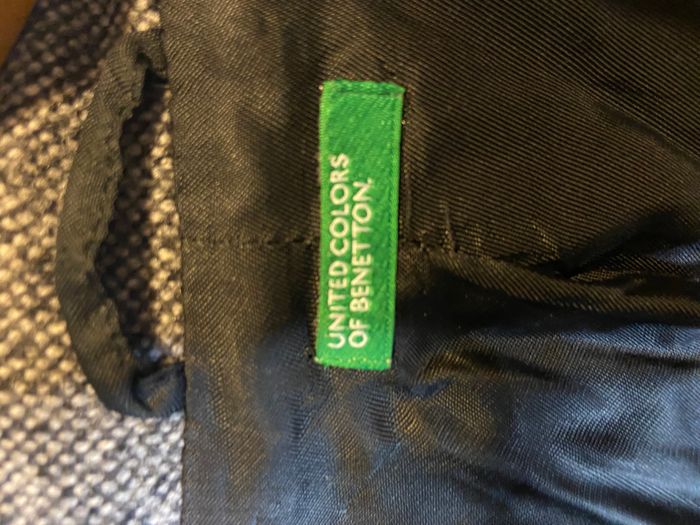 UNITED COLORS
OF BENETTON.